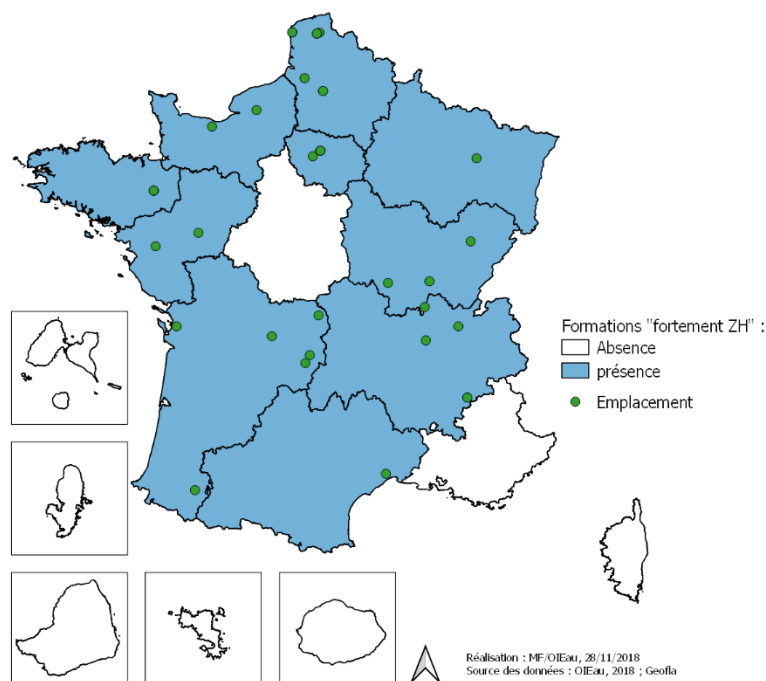 Formations "fortement ZH" :
Absence
présence
Emplacement
Réalisation : MF/OIEau, 28/11/2018
Source des données : OIEau, 2018 ; Geofla